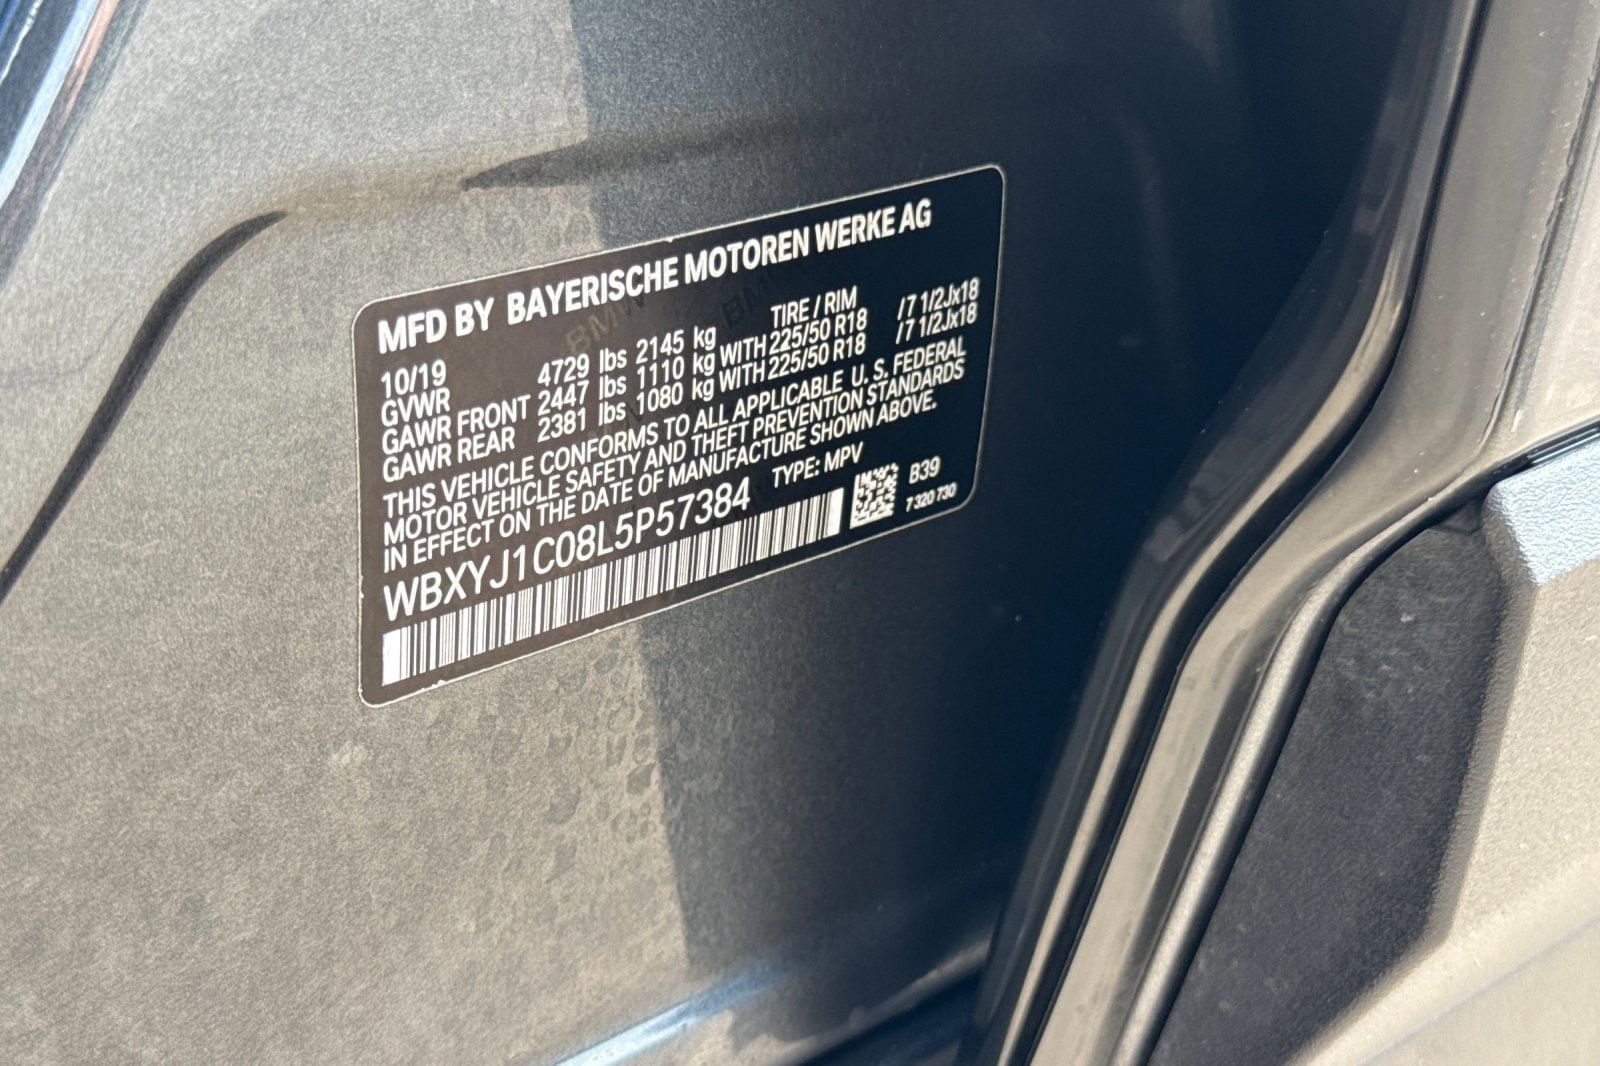 MFD BY BAYERISCHE MOTOREN WERKE AG
10/19 TIRE / RIM
GVWR 4729 lbs 2145 kg
GAWR FRONT 2447 lbs 1110 kg WITH 225/50 R18 /7 1/2Jx18
GAWR REAR 2381 lbs 1080 kg WITH 225/50 R18 /7 1/2Jx18
THIS VEHICLE CONFORMS TO ALL APPLICABLE U. S. FEDERAL
MOTOR VEHICLE SAFETY AND THEFT PREVENTION STANDARDS
IN EFFECT ON THE DATE OF MANUFACTURE SHOWN ABOVE.
WBXYJ1C08L5P57384 TYPE: MPV
B39
7 320 730